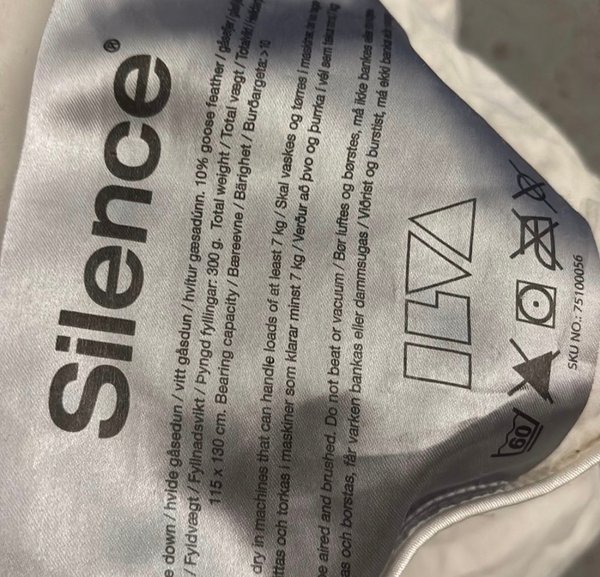 Silence®
e down / hvide gåsedun / vitt gåsdun / hvítur gæsadúnn. 10% goose feather /
/ Fyldvægt / Fyllnadsvikt / Þyngd fyllingar: 300 g. Total weight / Total vægt /
115 x 130 cm. Bearing capacity / Bæreevne / Bärighet / Burðargeta: > 10
dry in machines that can handle loads of at least 7 kg / Skal vaskes og tørres i
ttas och torkas i maskiner som klarar minst 7 kg / Verður að þvo og þurrka í vél sem
e aired and brushed. Do not beat or vacuum / Bør luftes og børstes, må ikke bankes
as och borstas, får varken bankas eller dammsugas / Viðrist og burstist, má ekki
ILVA
60
SKU NO.: 75100056